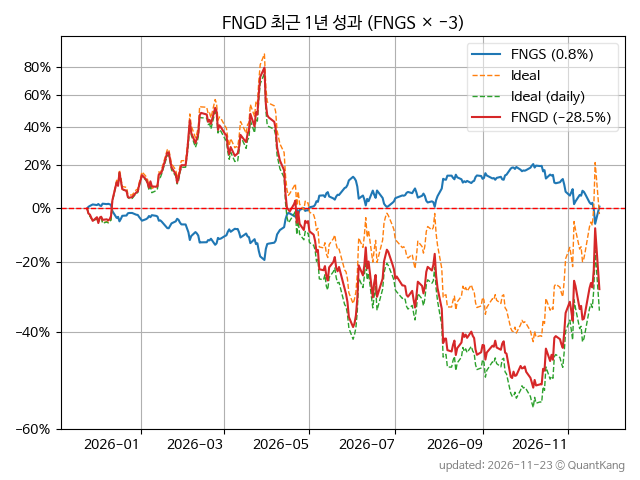 FNGD 최근 1년 성과 (FNGS × −3)
FNGS (0.8%)
Ideal
Ideal (daily)
FNGD (−28.5%)
80%
60%
40%
20%
0%
−20%
−40%
−60%
2026-01 2026-03 2026-05 2026-07 2026-09 2026-11
updated: 2026-11-23 © QuantKang